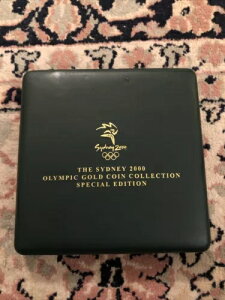 Sydney 2000
THE SYDNEY 2000
OLYMPIC GOLD COIN COLLECTION
SPECIAL EDITION